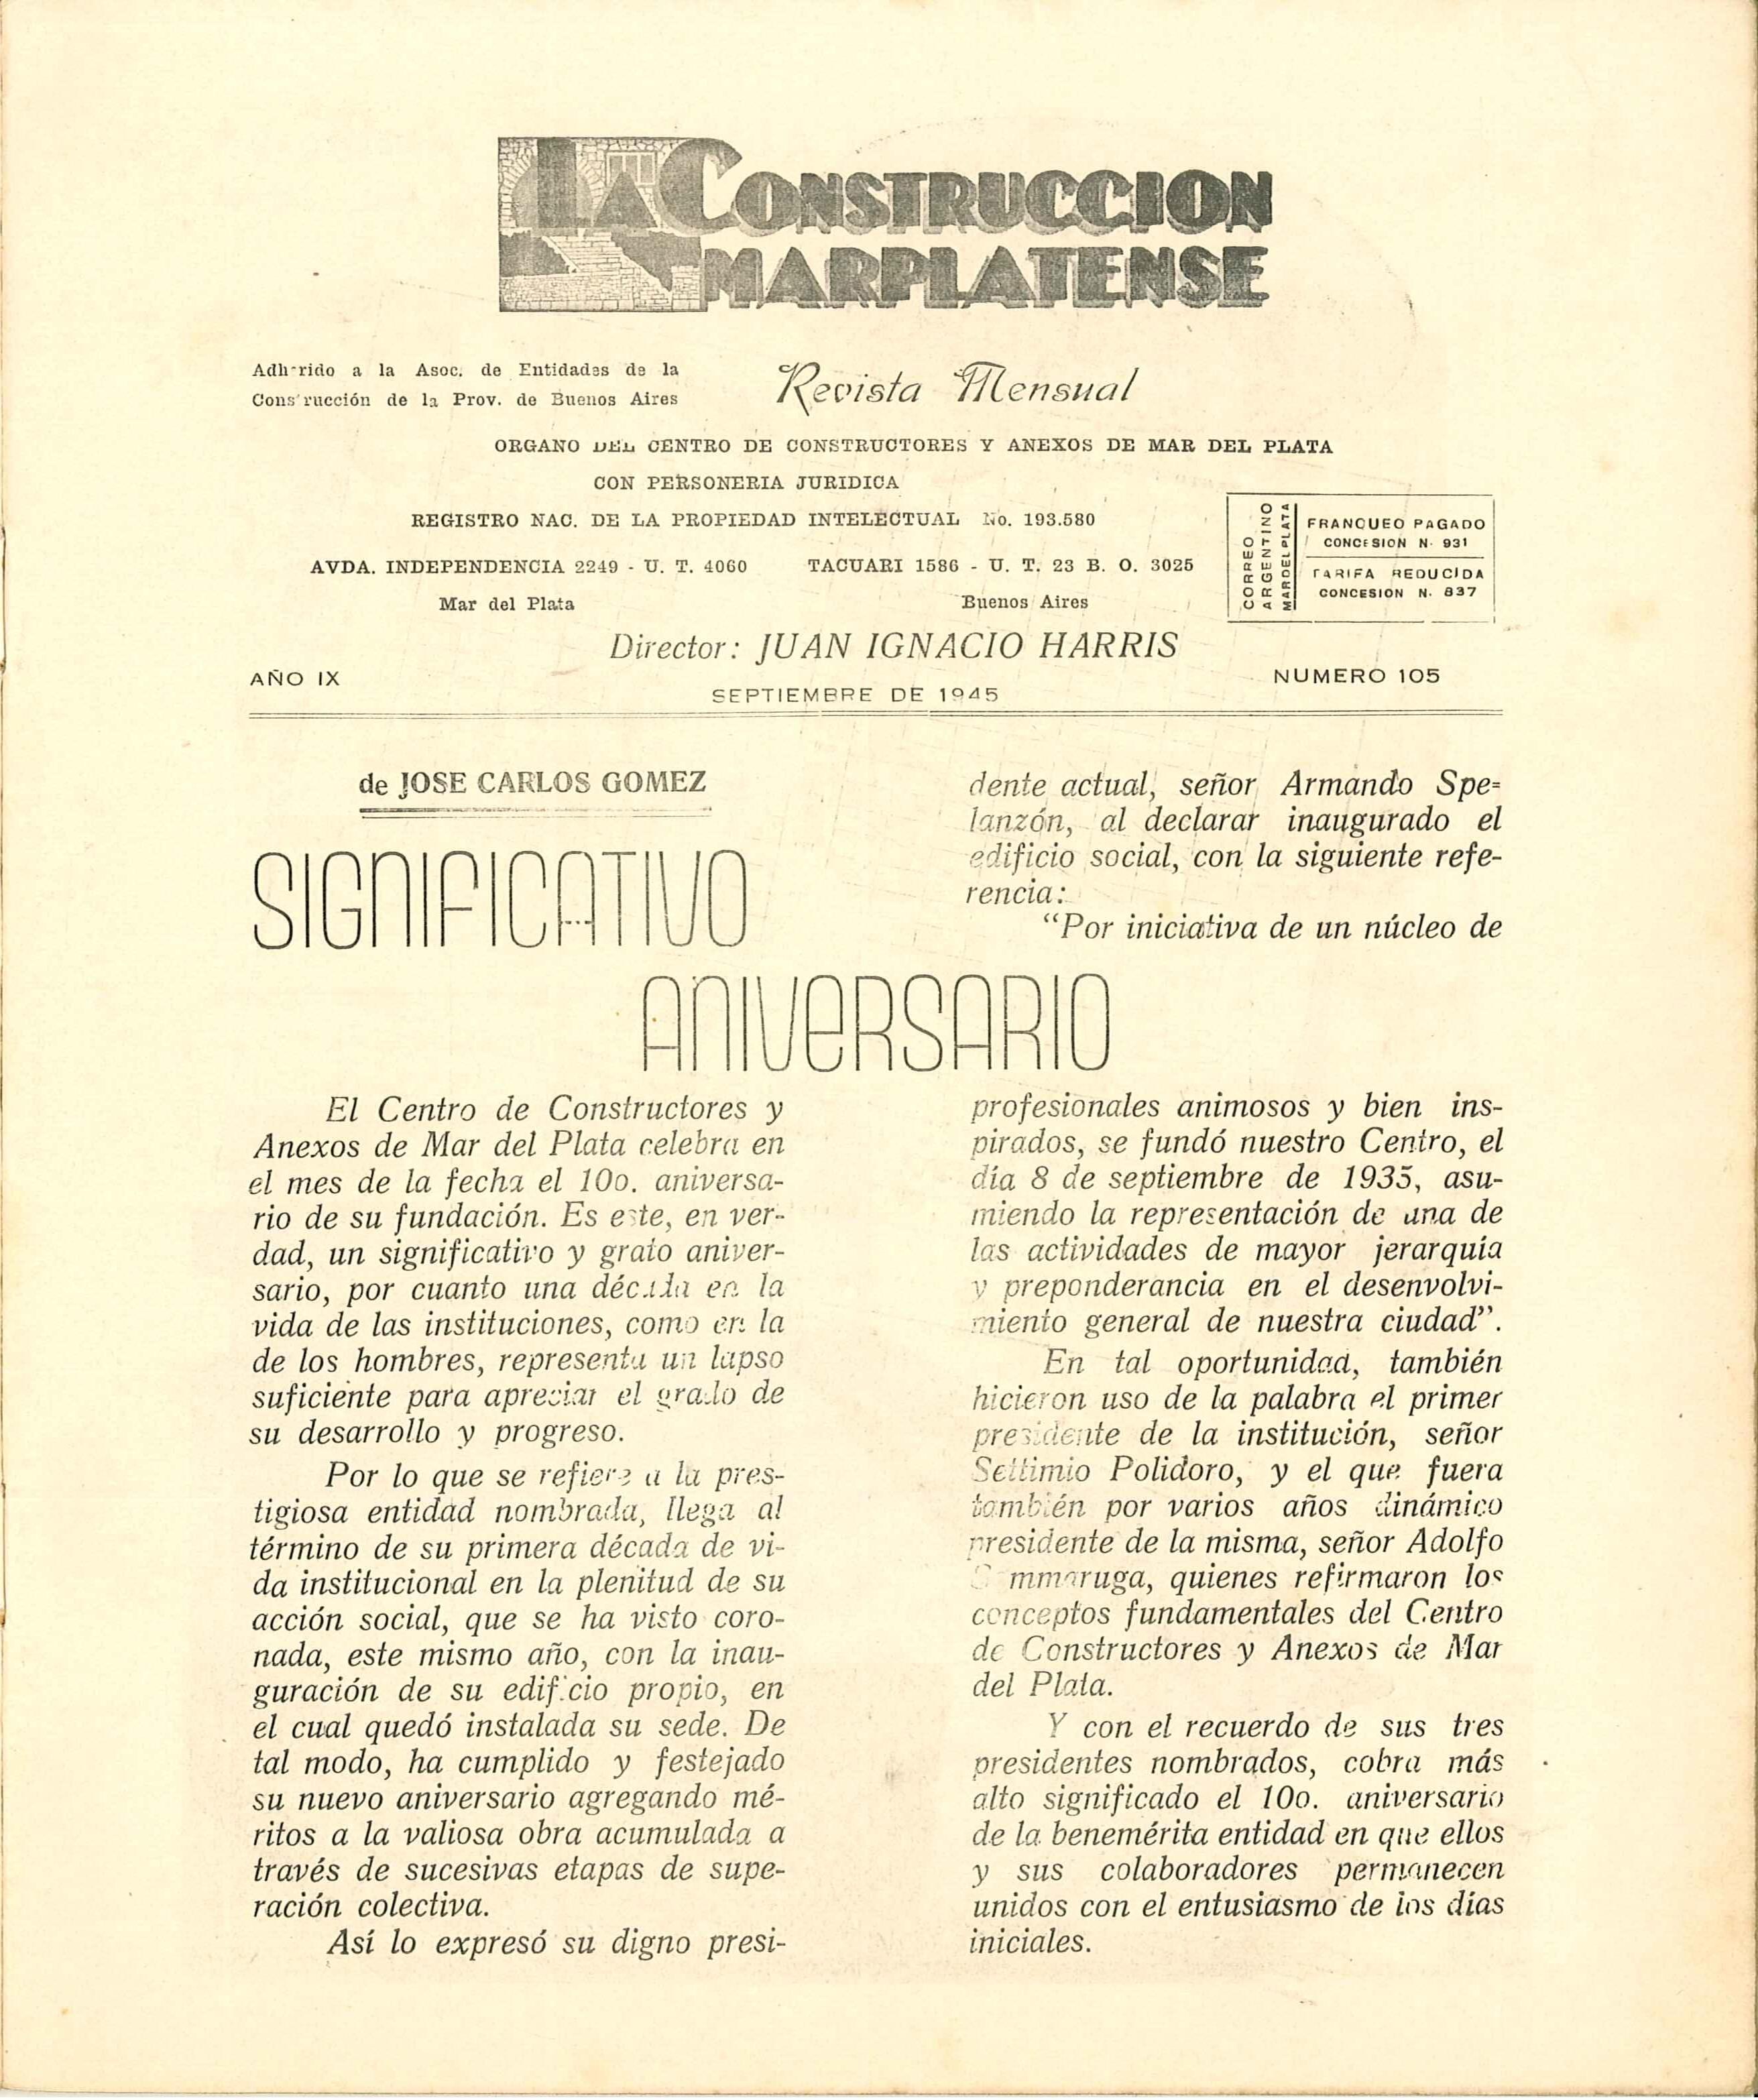 LA CONSTRUCCION
MARPLATENSE
Adherido a la Asoc. de Entidades de la
Construcción de la Prov. de Buenos Aires
Revista Mensual
ORGANO DEL CENTRO DE CONSTRUCTORES Y ANEXOS DE MAR DEL PLATA
CON PERSONERIA JURIDICA
REGISTRO NAC. DE LA PROPIEDAD INTELECTUAL No. 193.580
AVDA. INDEPENDENCIA 2249 - U. T. 4060
Mar del Plata
TACUARI 1586 - U. T. 23 B. O. 3025
Buenos Aires
CORREO
ARGENTINO
MAR DEL PLATA
FRANQUEO PAGADO
CONCESION N. 931
TARIFA REDUCIDA
CONCESION N. 837
Director: JUAN IGNACIO HARRIS
AÑO IX
SEPTIEMBRE DE 1945
NUMERO 105
de JOSE CARLOS GOMEZ
SIGNIFICATIVO
ANIVERSARIO
El Centro de Constructores y
Anexos de Mar del Plata celebra en
el mes de la fecha el 10o. aniversa-
rio de su fundación. Es este, en ver-
dad, un significativo y grato aniver-
sario, por cuanto una década en la
vida de las instituciones, como en la
de los hombres, representa un lapso
suficiente para apreciar el grado de
su desarrollo y progreso.
Por lo que se refiere a la pres-
tigiosa entidad nombrada, llega al
término de su primera década de vi-
da institucional en la plenitud de su
acción social, que se ha visto coro-
nada, este mismo año, con la inau-
guración de su edificio propio, en
el cual quedó instalada su sede. De
tal modo, ha cumplido y festejado
su nuevo aniversario agregando mé-
ritos a la valiosa obra acumulada a
través de sucesivas etapas de supe-
ración colectiva.
Así lo expresó su digno presi-
dente actual, señor Armando Spe-
lanzón, al declarar inaugurado el
edificio social, con la siguiente refe-
rencia:
“Por iniciativa de un núcleo de
profesionales animosos y bien ins-
pirados, se fundó nuestro Centro, el
día 8 de septiembre de 1935, asu-
miendo la representación de una de
las actividades de mayor jerarquía
y preponderancia en el desenvolvi-
miento general de nuestra ciudad”.
En tal oportunidad, también
hicieron uso de la palabra el primer
presidente de la institución, señor
Settimio Polidoro, y el que fuera
también por varios años dinámico
presidente de la misma, señor Adolfo
quienes refirmaron los
conceptos fundamentales del Centro
de Constructores y Anexos de Mar
del Plata.
Y con el recuerdo de sus tres
presidentes nombrados, cobra más
alto significado el 10o. aniversario
de la benemérita entidad en que ellos
y sus colaboradores permanecen
unidos con el entusiasmo de los días
iniciales.